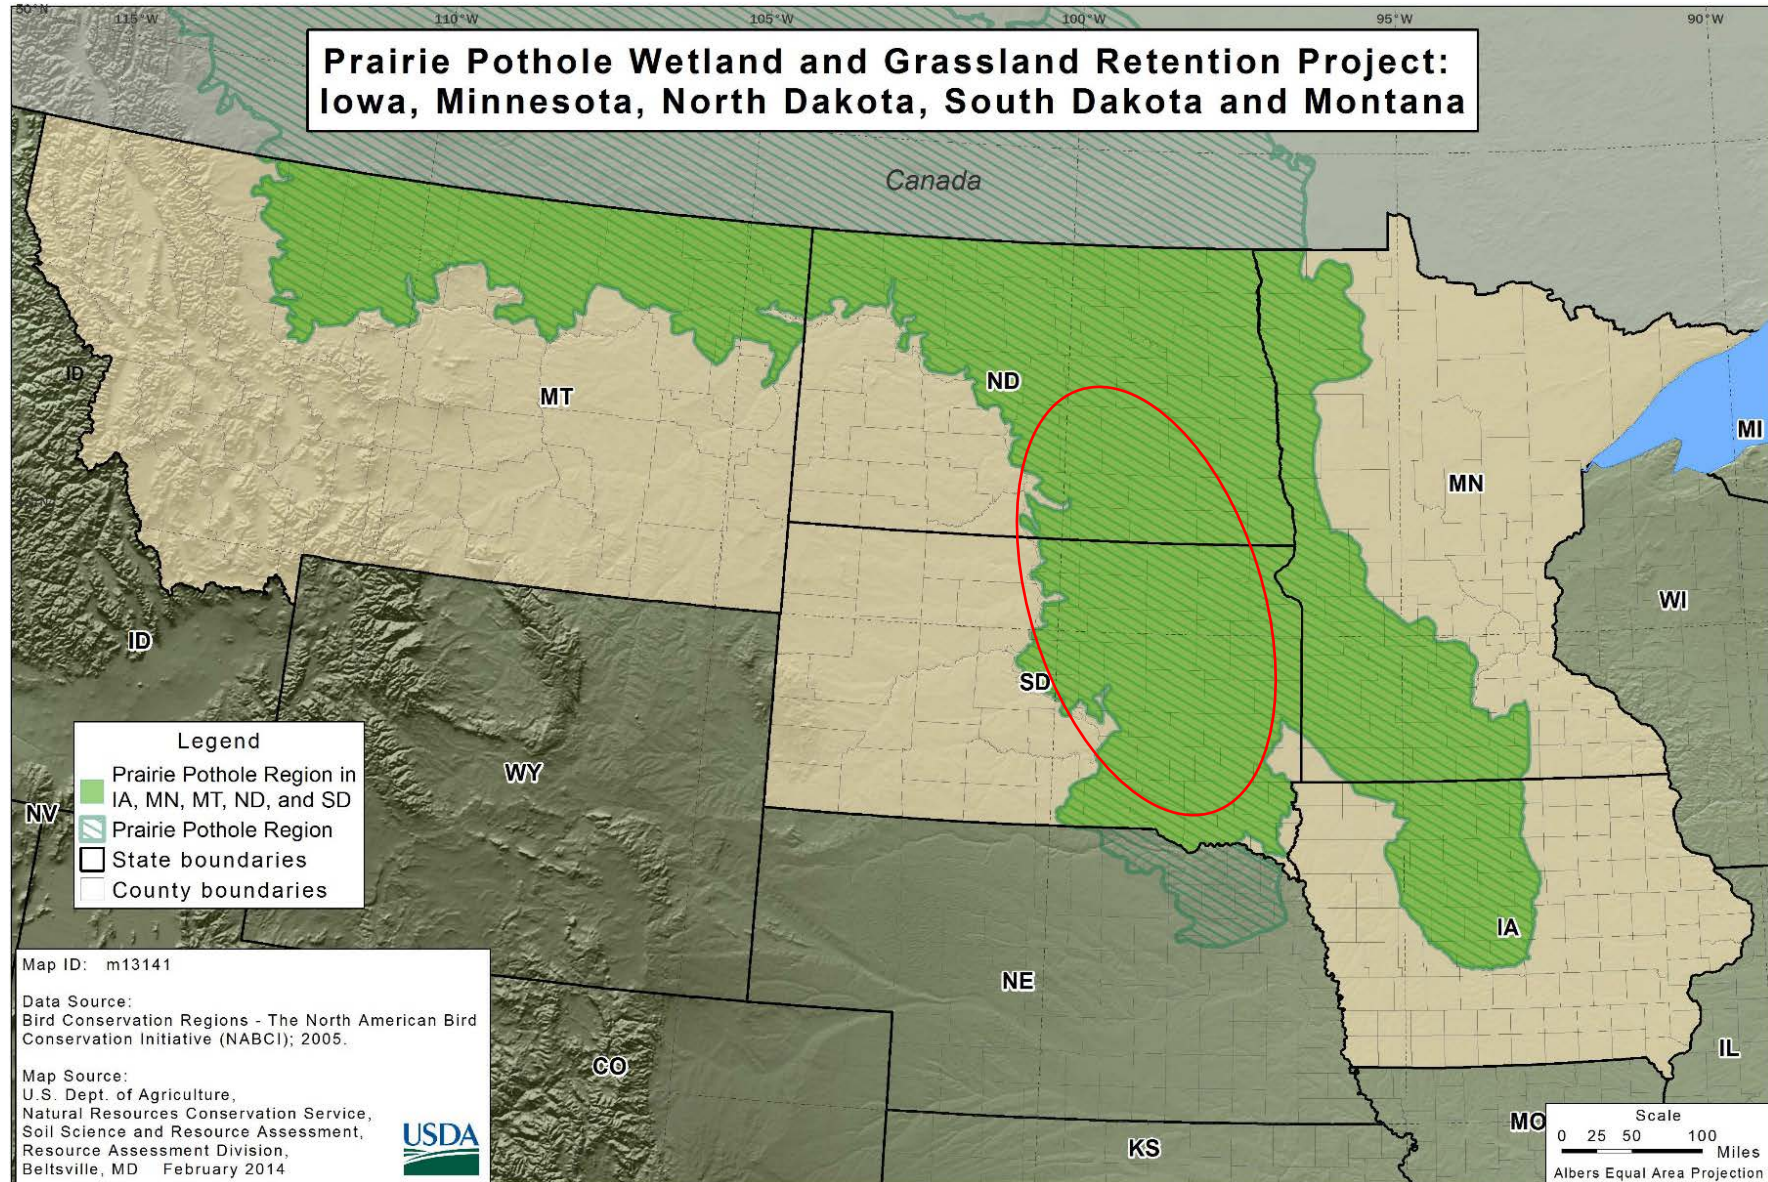 50°N
115°W
110°W
105°W
100°W
95°W
90°W
Prairie Pothole Wetland and Grassland Retention Project:
Iowa, Minnesota, North Dakota, South Dakota and Montana
Canada
ID
MT
ND
MN
MI
ID
SD
WI
WY
NV
NE
IA
CO
IL
KS
MO
Legend
Prairie Pothole Region in
IA, MN, MT, ND, and SD
Prairie Pothole Region
State boundaries
County boundaries
Map ID: m13141
Data Source:
Bird Conservation Regions - The North American Bird
Conservation Initiative (NABCI); 2005.
Map Source:
U.S. Dept. of Agriculture,
Natural Resources Conservation Service,
Soil Science and Resource Assessment,
Resource Assessment Division,
Beltsville, MD February 2014
USDA
Scale
0 25 50 100
Miles
Albers Equal Area Projection